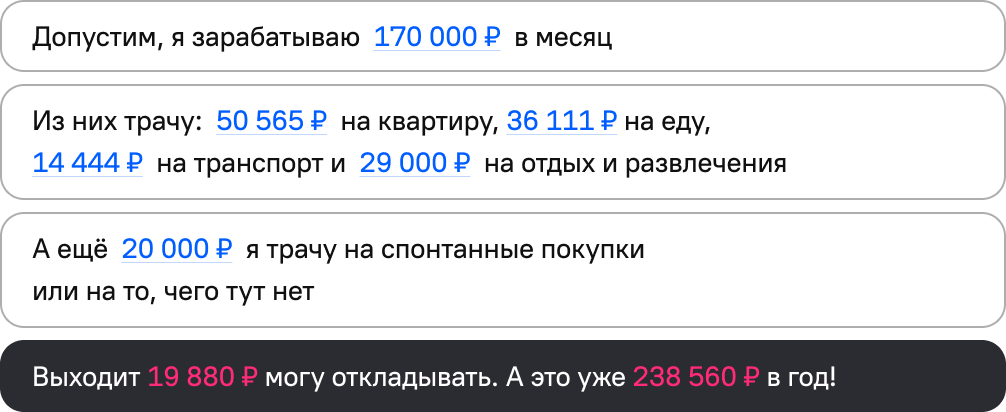 Допустим, я зарабатываю 170 000 ₽ в месяц
Из них трачу: 50 565 ₽ на квартиру, 36 111 ₽ на еду,
14 444 ₽ на транспорт и 29 000 ₽ на отдых и развлечения
А ещё 20 000 ₽ я трачу на спонтанные покупки
или на то, чего тут нет
Выходит 19 880 ₽ могу откладывать. А это уже 238 560 ₽ в год!